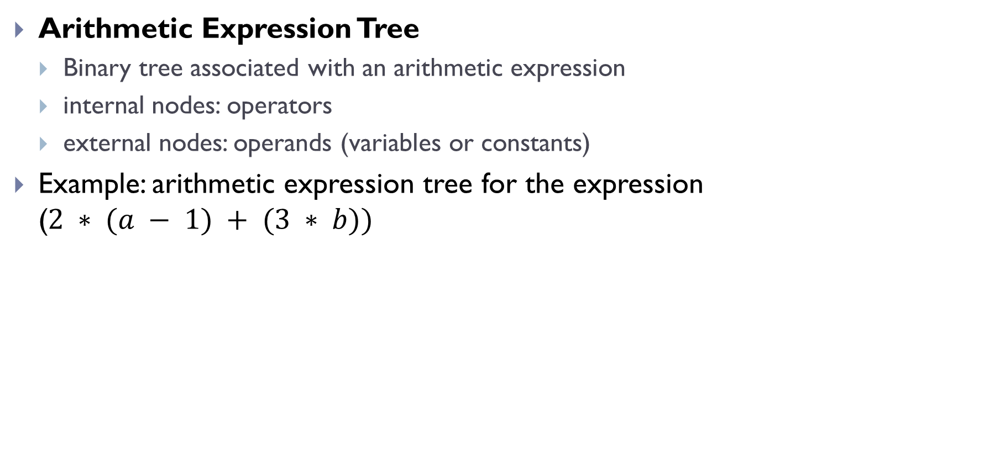 Arithmetic Expression Tree
Binary tree associated with an arithmetic expression
internal nodes: operators
external nodes: operands (variables or constants)
Example: arithmetic expression tree for the expression
(2 ∗ (a − 1) + (3 ∗ b))